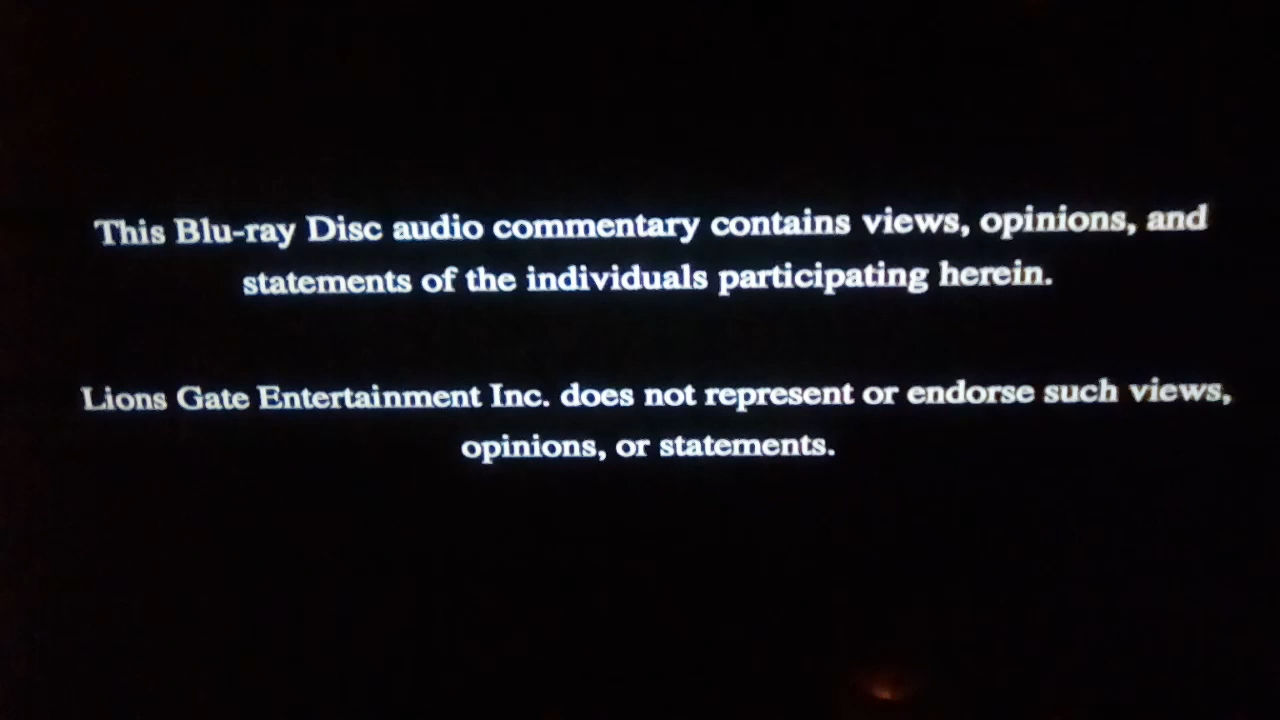 This Blu-ray Disc audio commentary contains views, opinions, and
statements of the individuals participating herein.
Lions Gate Entertainment Inc. does not represent or endorse such views,
opinions, or statements.